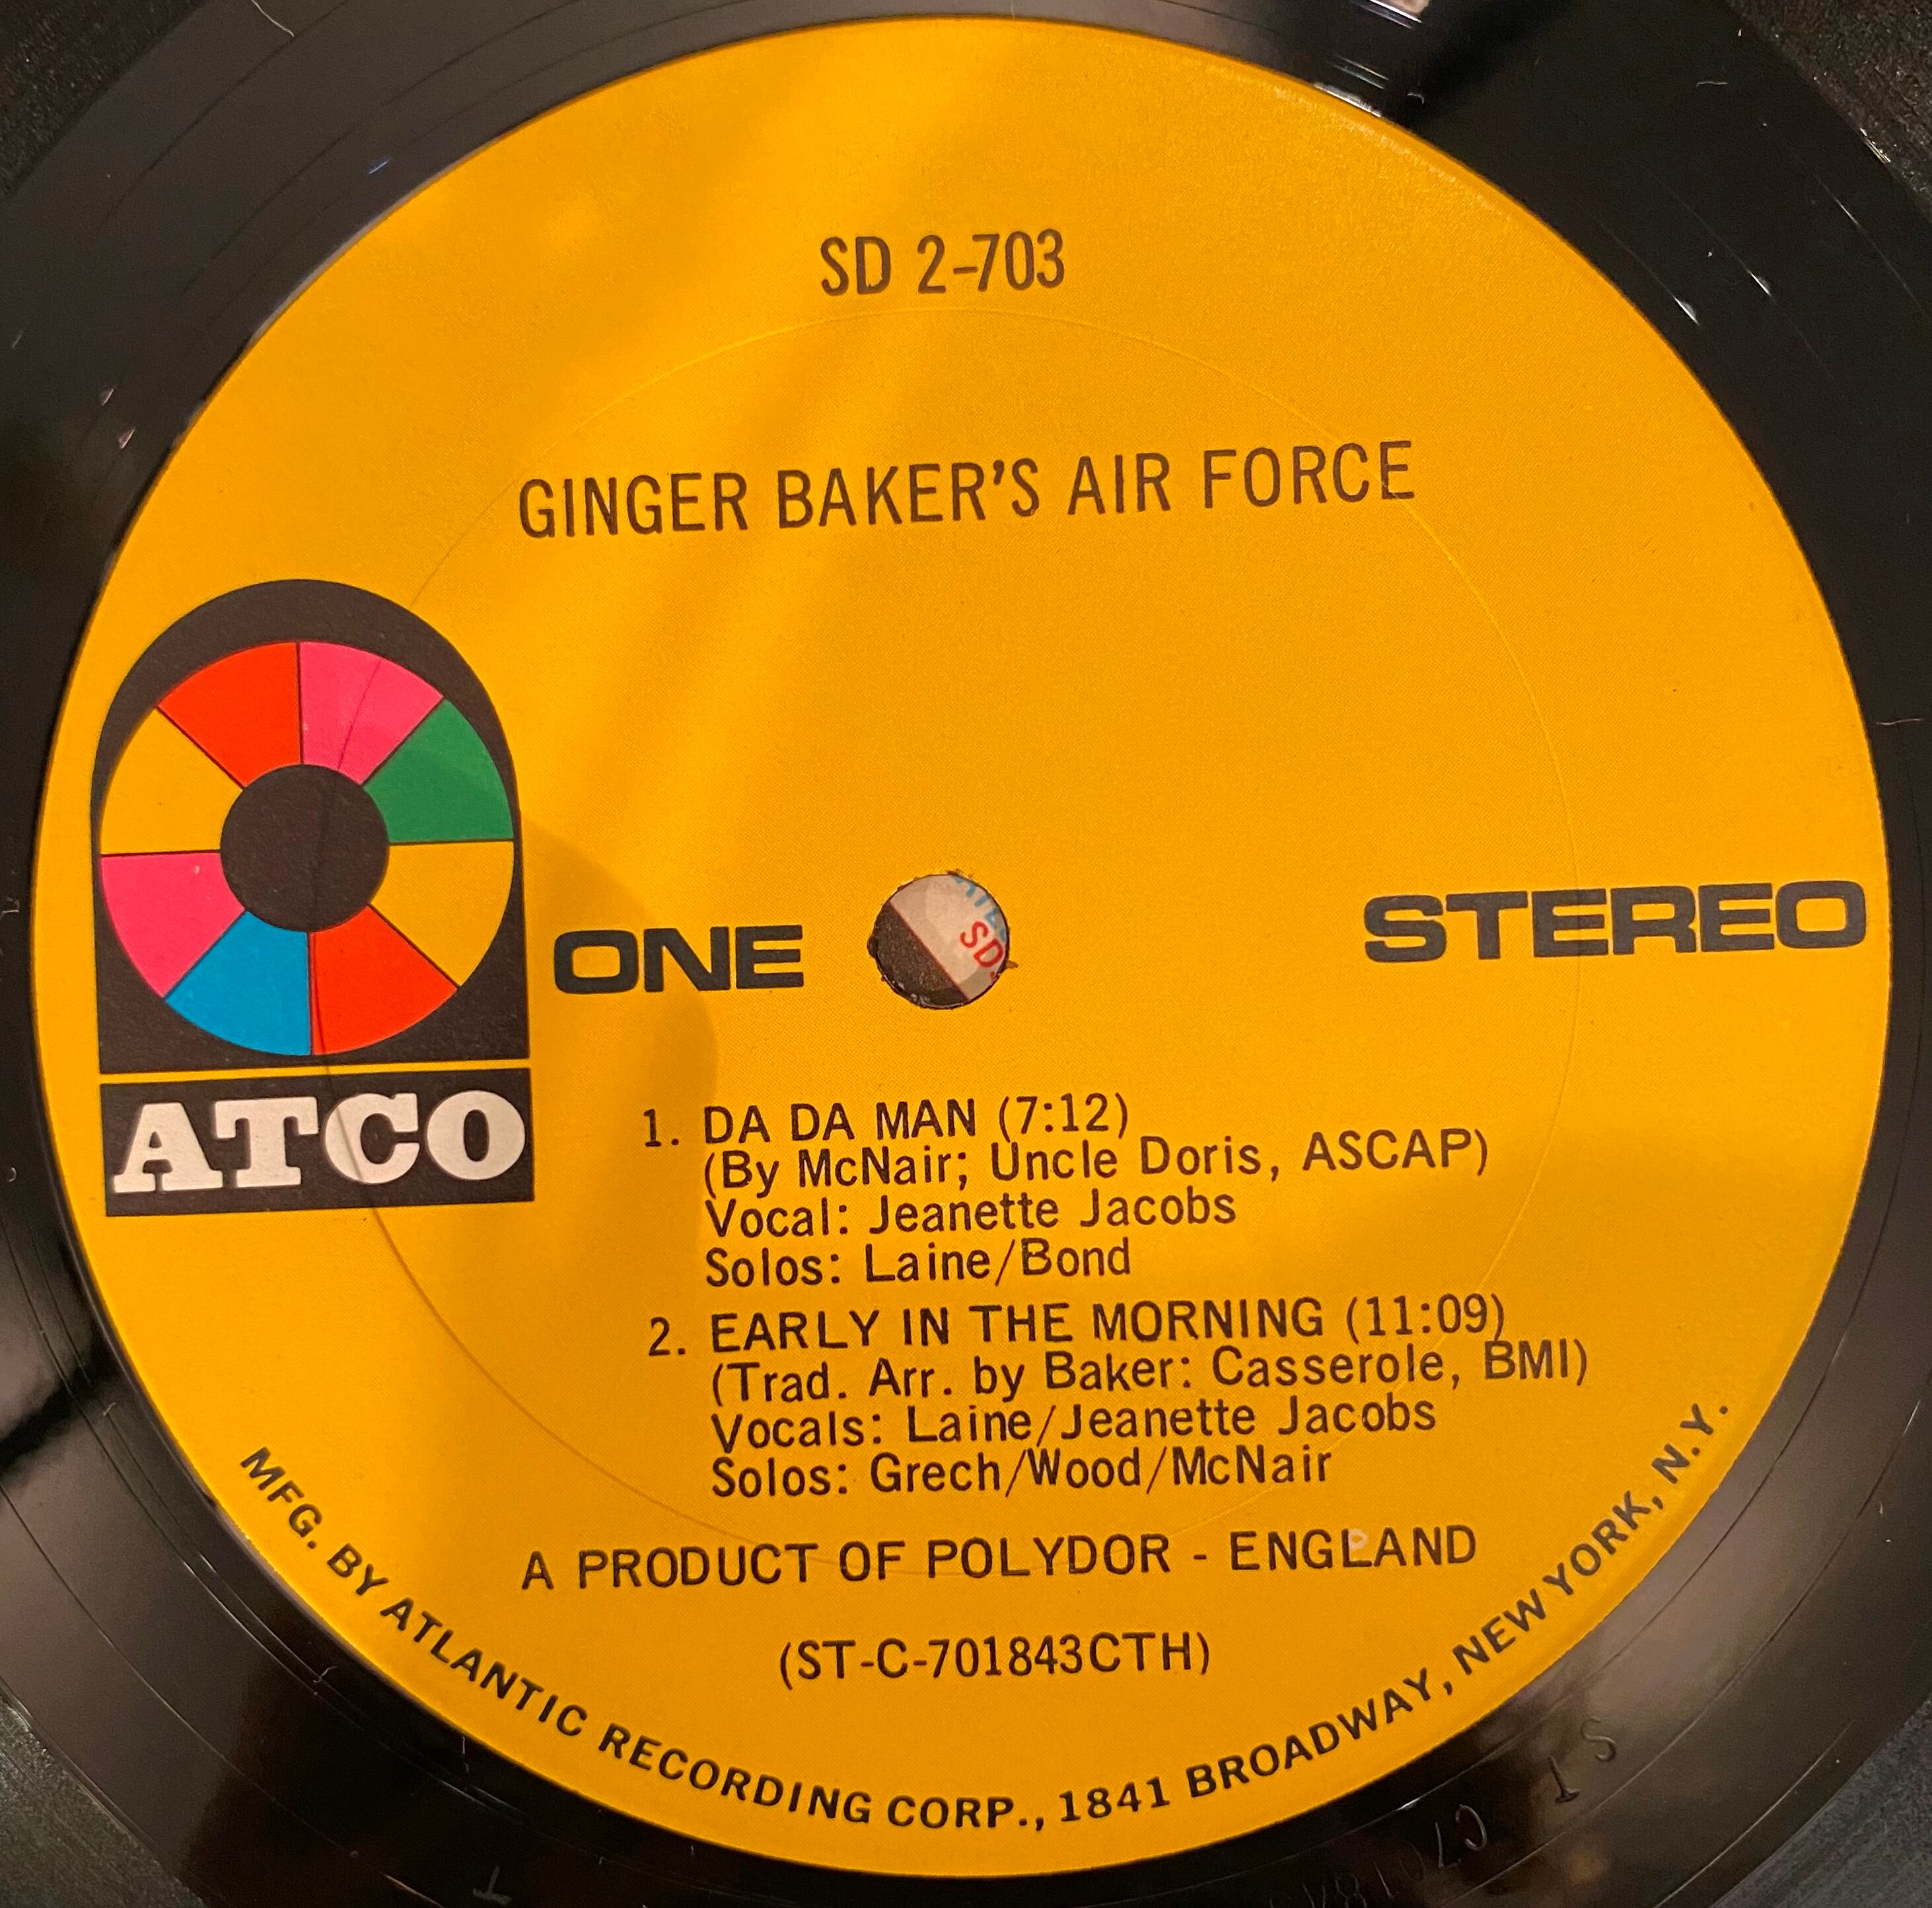 SD 2-703
GINGER BAKER'S AIR FORCE
ATCO
ONE
SD
STEREO
1. DA DA MAN (7:12)
(By McNair; Uncle Doris, ASCAP)
Vocal: Jeanette Jacobs
Solos: Laine/Bond
2. EARLY IN THE MORNING (11:09)
(Trad. Arr. by Baker: Casserole, BMI)
Vocals: Laine/Jeanette Jacobs
Solos: Grech/Wood/McNair
A PRODUCT OF POLYDOR - ENGLAND
(ST-C-701843CTH)
MFG. BY ATLANTIC RECORDING CORP., 1841 BROADWAY, NEW YORK, N.Y.